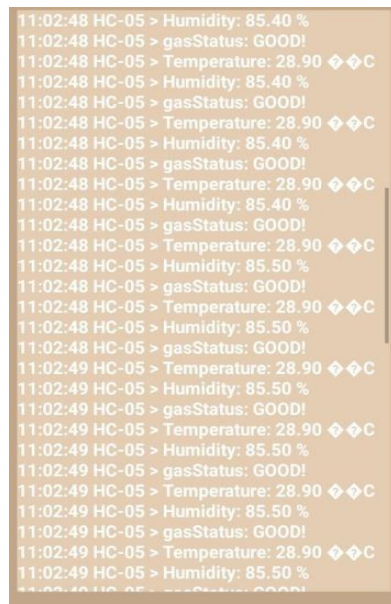 11:02:48 HC-05 > Humidity: 85.40 %
11:02:48 HC-05 > gasStatus: GOOD!
11:02:48 HC-05 > Temperature: 28.90 ��C
11:02:48 HC-05 > Humidity: 85.40 %
11:02:48 HC-05 > gasStatus: GOOD!
11:02:48 HC-05 > Temperature: 28.90 ��C
11:02:48 HC-05 > Humidity: 85.40 %
11:02:48 HC-05 > gasStatus: GOOD!
11:02:48 HC-05 > Temperature: 28.90 ��C
11:02:48 HC-05 > Humidity: 85.40 %
11:02:48 HC-05 > gasStatus: GOOD!
11:02:48 HC-05 > Temperature: 28.90 ��C
11:02:48 HC-05 > Humidity: 85.50 %
11:02:48 HC-05 > gasStatus: GOOD!
11:02:48 HC-05 > Temperature: 28.90 ��C
11:02:48 HC-05 > Humidity: 85.50 %
11:02:48 HC-05 > gasStatus: GOOD!
11:02:49 HC-05 > Temperature: 28.90 ��C
11:02:49 HC-05 > Humidity: 85.50 %
11:02:49 HC-05 > gasStatus: GOOD!
11:02:49 HC-05 > Temperature: 28.90 ��C
11:02:49 HC-05 > Humidity: 85.50 %
11:02:49 HC-05 > gasStatus: GOOD!
11:02:49 HC-05 > Temperature: 28.90 ��C
11:02:49 HC-05 > Humidity: 85.50 %
11:02:49 HC-05 > gasStatus: GOOD!
11:02:49 HC-05 > Temperature: 28.90 ��C
11:02:49 HC-05 > Humidity: 85.50 %